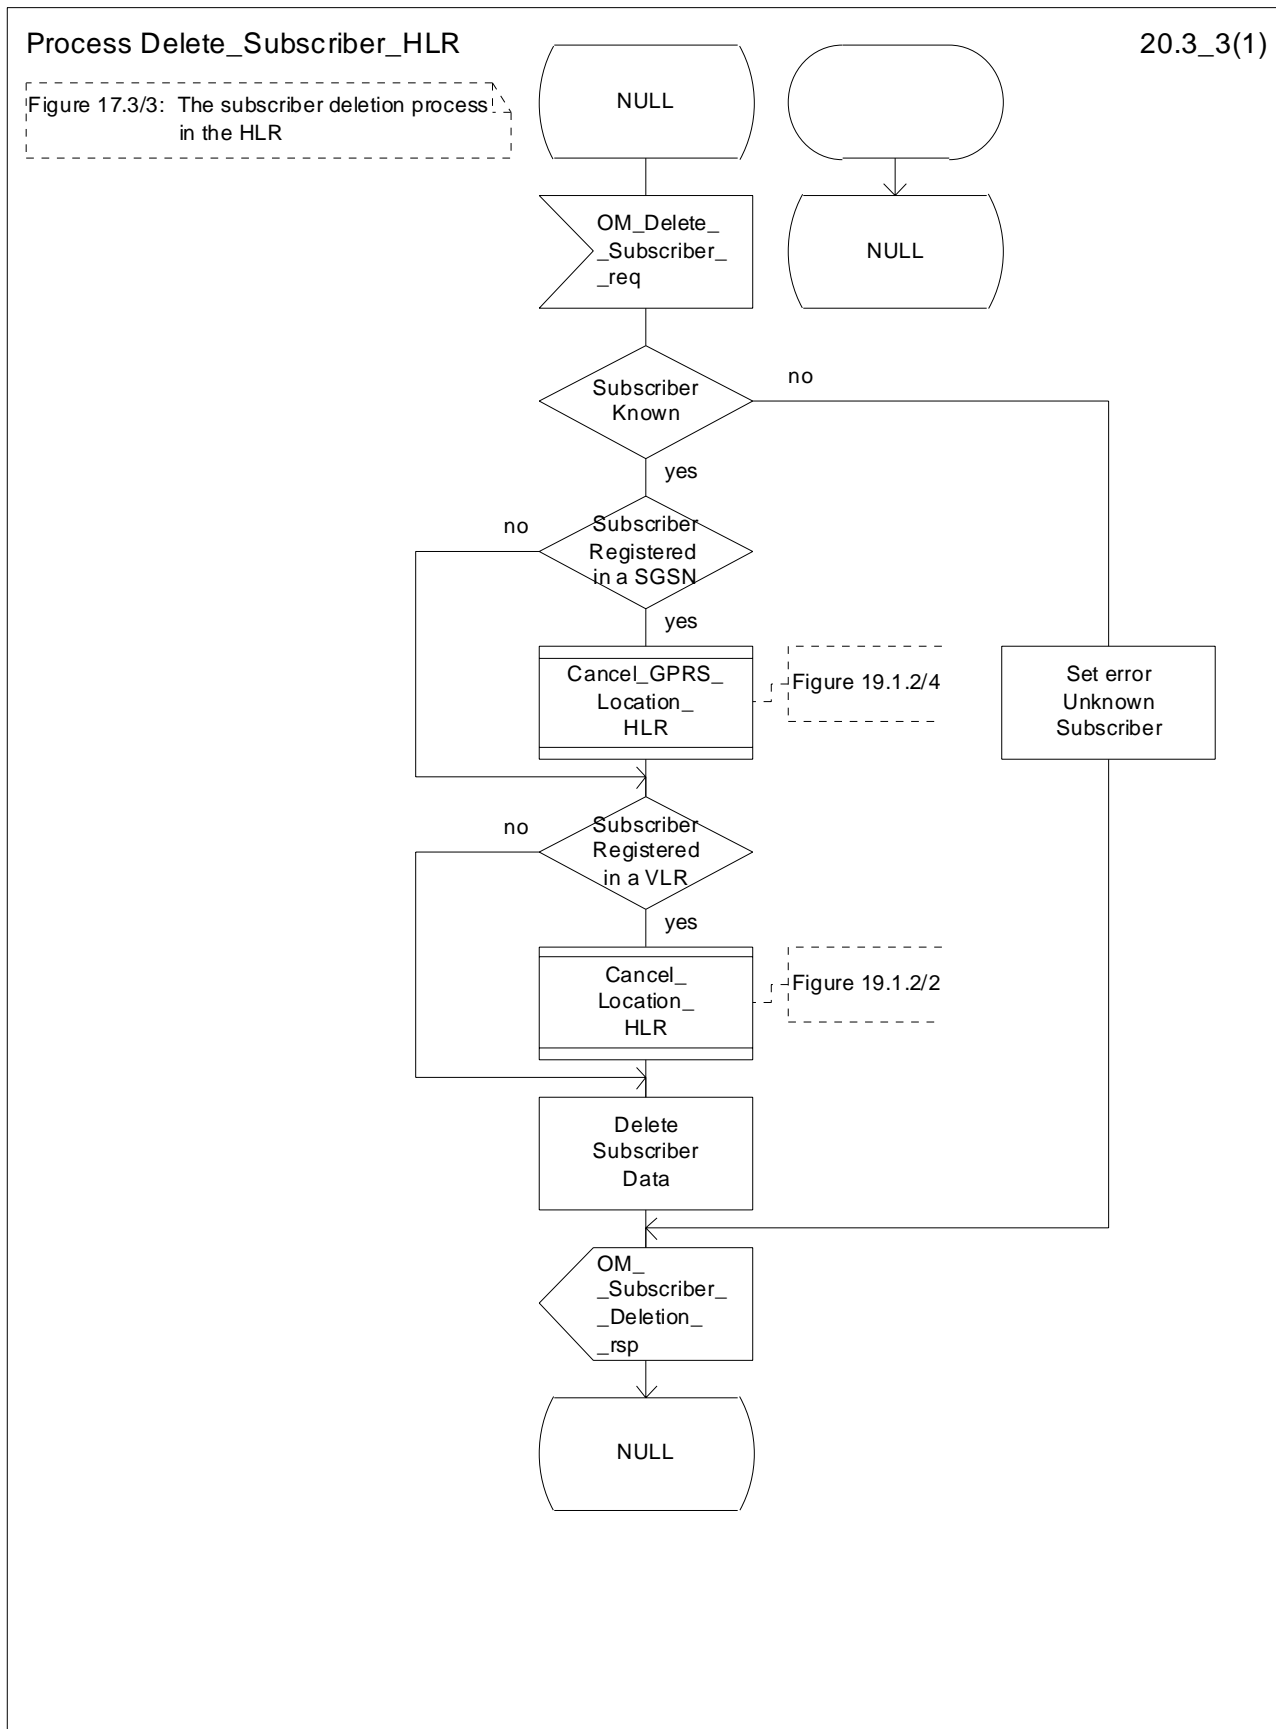 Process Delete_Subscriber_HLR
20.3_3(1)
Figure 17.3/3: The subscriber deletion process
in the HLR
NULL
OM_Delete_
_Subscriber_
_req
NULL
Subscriber
Known
no
yes
Subscriber
Registered
in a SGSN
no
yes
Cancel_GPRS_
Location_
HLR
Figure 19.1.2/4
Set error
Unknown
Subscriber
Subscriber
Registered
in a VLR
no
yes
Cancel_
Location_
HLR
Figure 19.1.2/2
Delete
Subscriber
Data
OM_
_Subscriber_
_Deletion_
_rsp
NULL